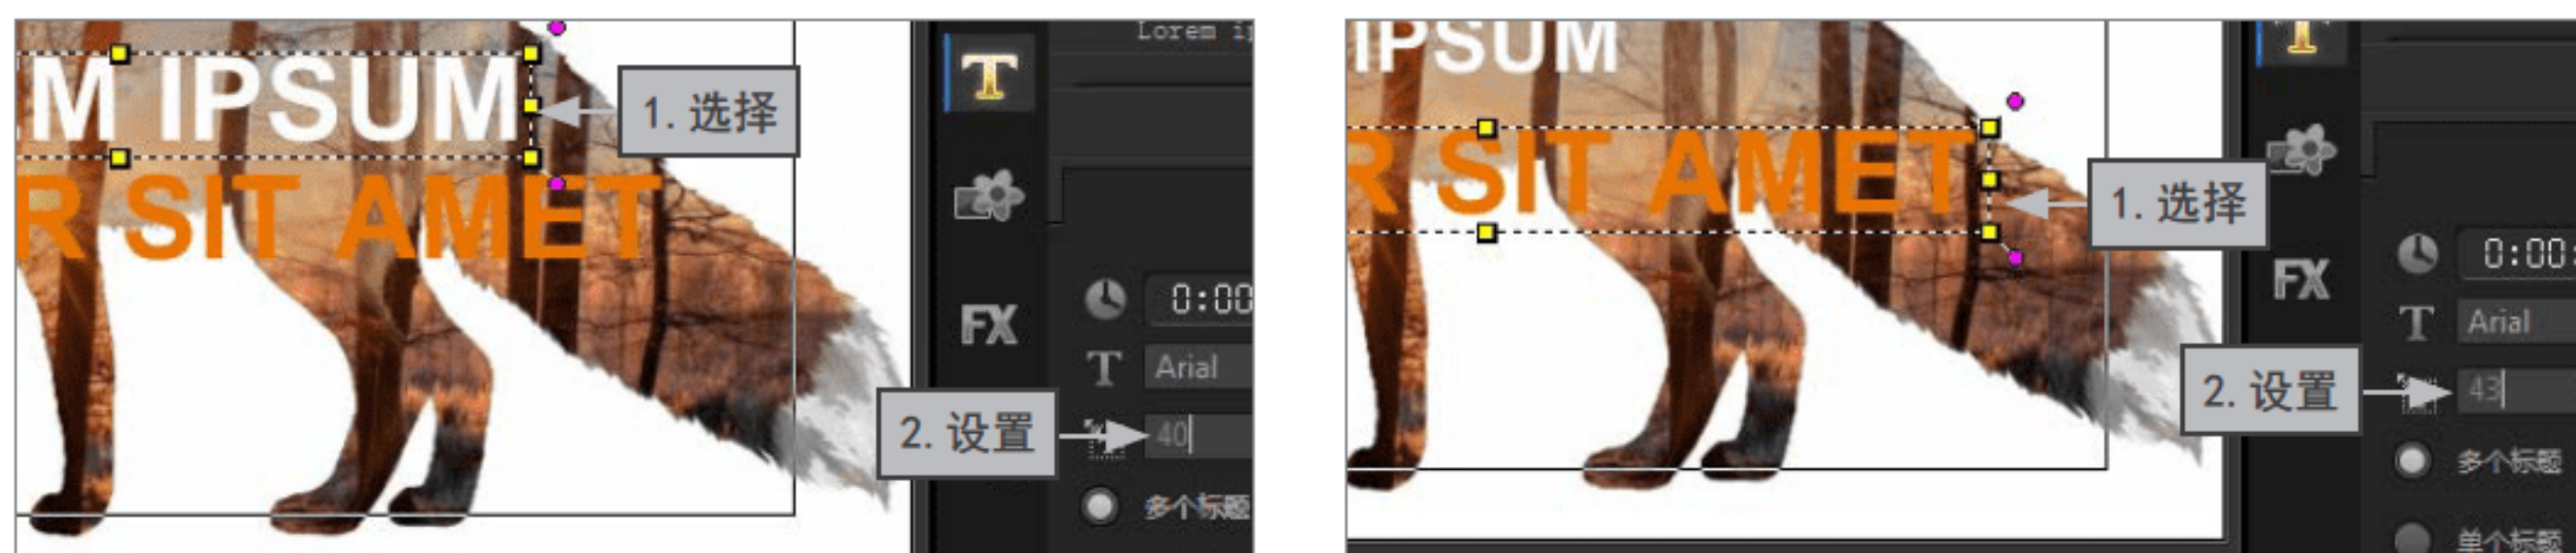 Lorem i
M IPSUM
1. 选择
R SIT AMET
FX
0:00
Arial
2. 设置
40
多个标题
IPSUM
R SIT AMET
1. 选择
FX
0:00:
Arial
2. 设置
43
多个标题
单个标题